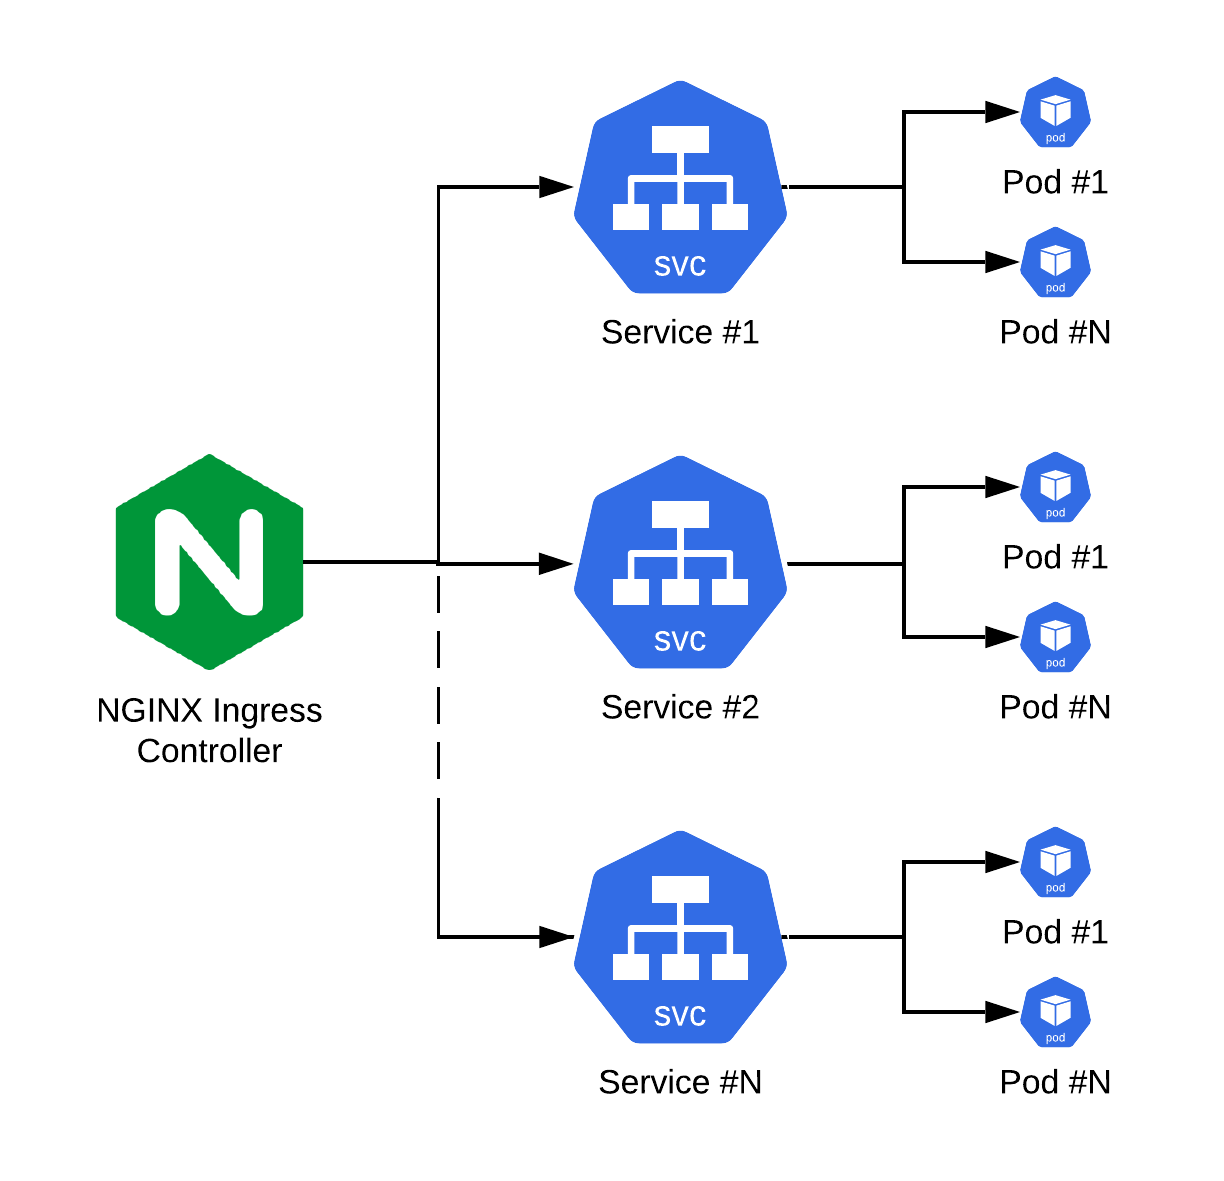 pod
Pod #1
svc
pod
Service #1
Pod #N
N
NGINX Ingress
Controller
pod
Pod #1
svc
pod
Service #2
Pod #N
pod
Pod #1
svc
pod
Service #N
Pod #N